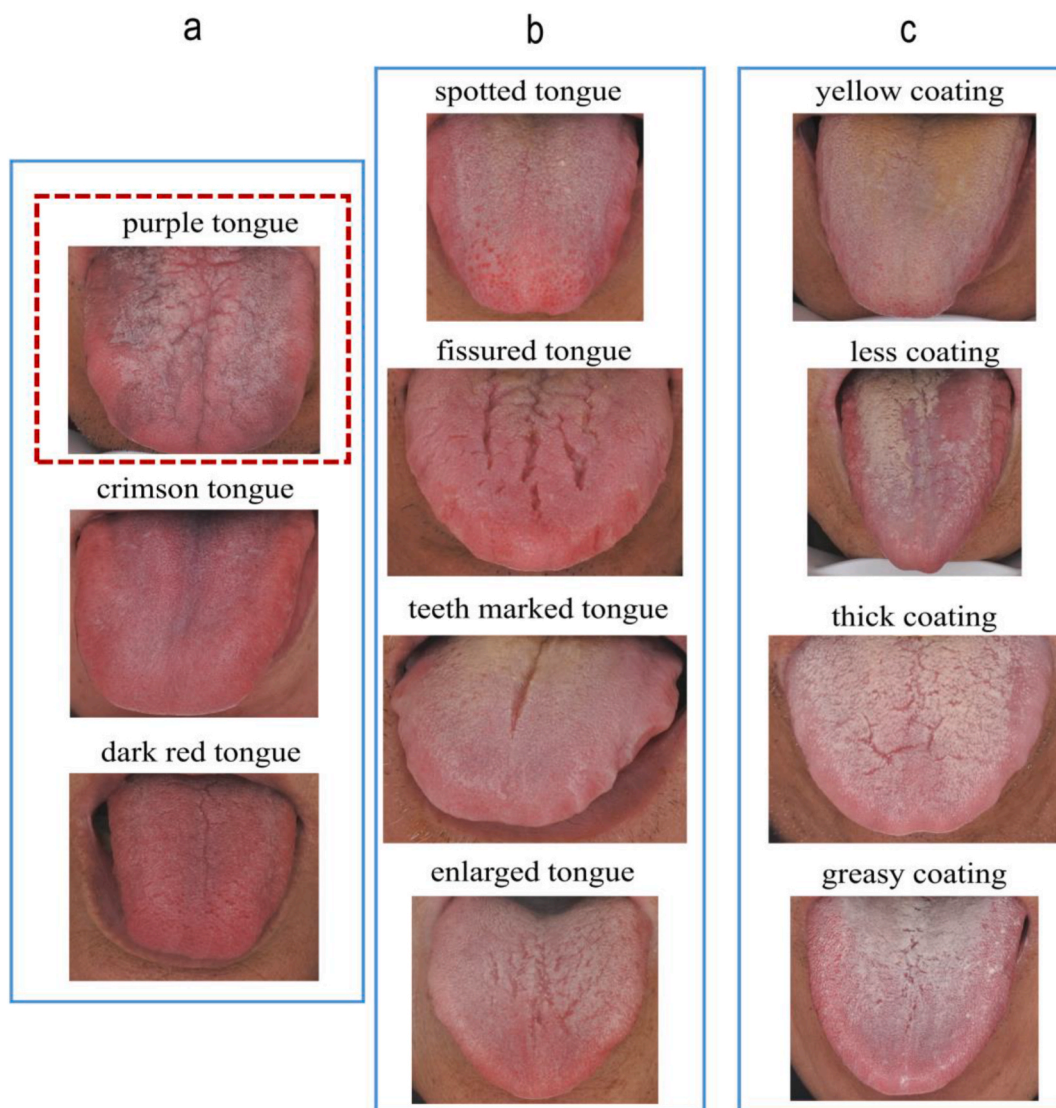 a
purple tongue
crimson tongue
dark red tongue
b
spotted tongue
fissured tongue
teeth marked tongue
enlarged tongue
c
yellow coating
less coating
thick coating
greasy coating